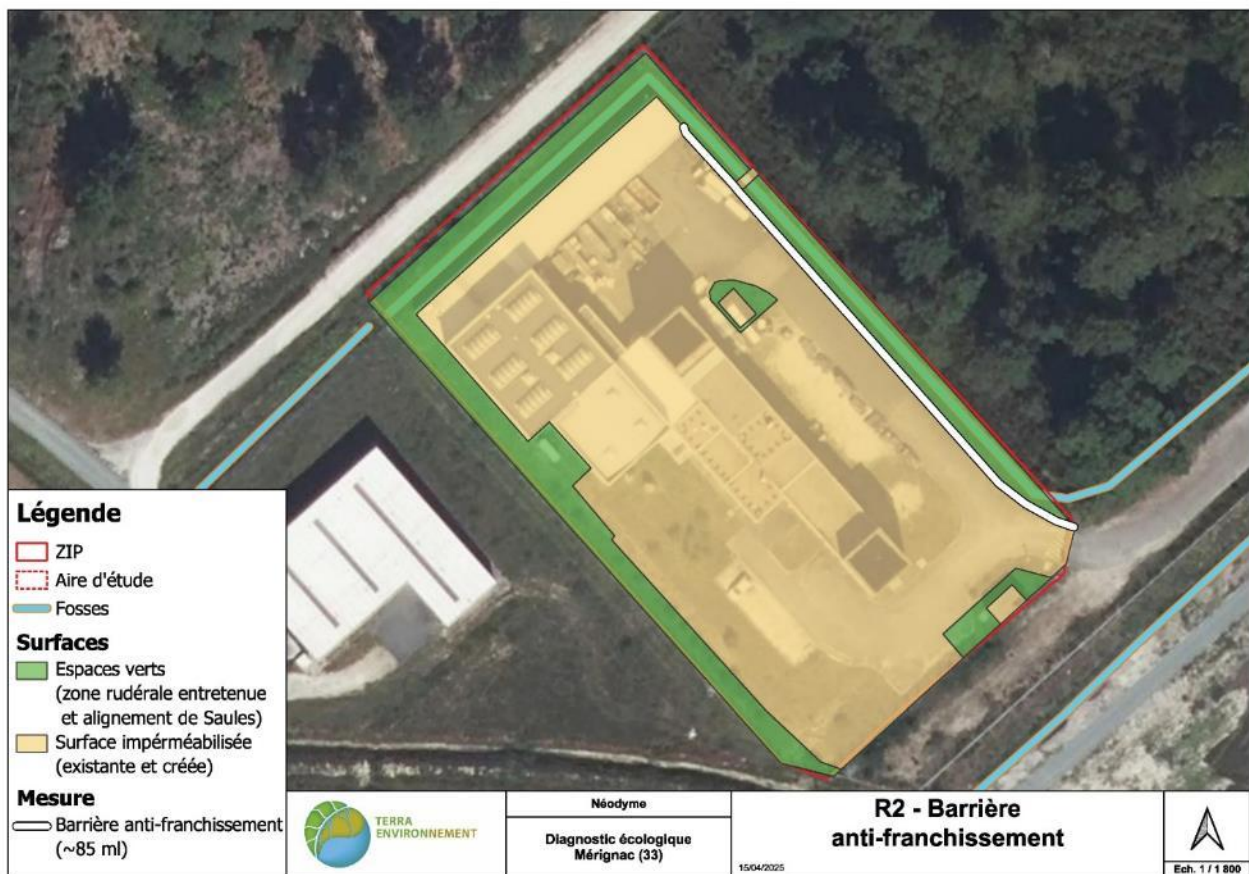 Légende
ZIP
Aire d'étude
Fosses
Surfaces
Espaces verts
(zone rudérale entretenue
et alignement de Saules)
Surface impérméabilisée
(existante et créée)
Mesure
Barrière anti-franchissement
(~85 ml)
TERRA
ENVIRONNEMENT
Néodyme
Diagnostic écologique
Mérignac (33)
R2 - Barrière
anti-franchissement
15/04/2025
Ech. 1 / 1 800